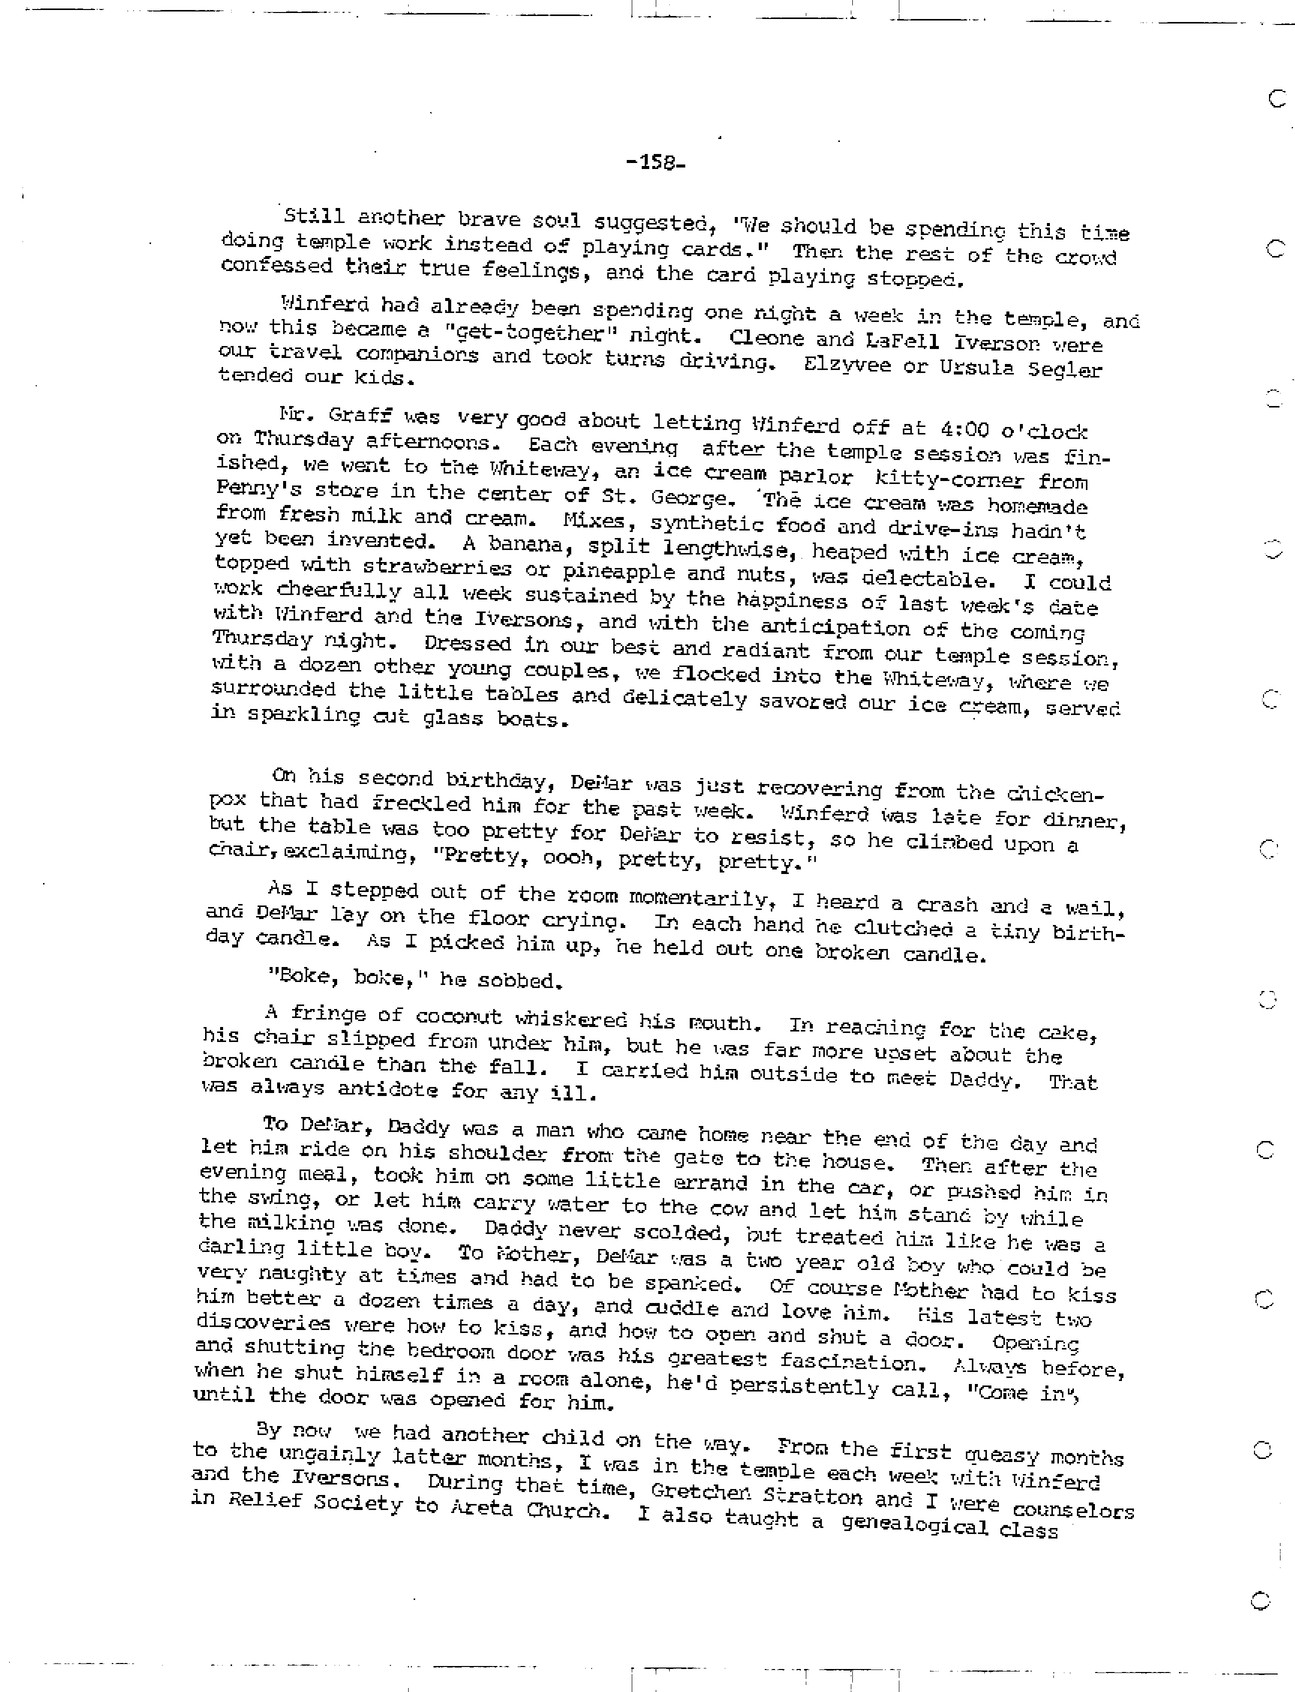 -158-
Still another brave soul suggested, "We should be spending this time
doing temple work instead of playing cards." Then the rest of the crowd
confessed their true feelings, and the card playing stopped.
Winferd had already been spending one night a week in the temple, and
now this became a "get-together" night. Cleone and LaFell Iverson were
our travel companions and took turns driving. Elzyvee or Ursula Segler
tended our kids.
Mr. Graff was very good about letting Winferd off at 4:00 o'clock
on Thursday afternoons. Each evening after the temple session was fin-
ished, we went to the Whiteway, an ice cream parlor kitty-corner from
Penny's store in the center of St. George. The ice cream was homemade
from fresh milk and cream. Mixes, synthetic food and drive-ins hadn't
yet been invented. A banana, split lengthwise, heaped with ice cream,
topped with strawberries or pineapple and nuts, was delectable. I could
work cheerfully all week sustained by the happiness of last week's date
with Winferd and the Iversons, and with the anticipation of the coming
Thursday night. Dressed in our best and radiant from our temple session,
with a dozen other young couples, we flocked into the Whiteway, where we
surrounded the little tables and delicately savored our ice cream, served
in sparkling cut glass boats.
On his second birthday, DeMar was just recovering from the chicken-
pox that had freckled him for the past week. Winferd was late for dinner,
but the table was too pretty for DeMar to resist, so he climbed upon a
chair, exclaiming, "Pretty, oooh, pretty, pretty."
As I stepped out of the room momentarily, I heard a crash and a wail,
and DeMar lay on the floor crying. In each hand he clutched a tiny birth-
day candle. As I picked him up, he held out one broken candle.
"Boke, boke," he sobbed.
A fringe of coconut whiskered his mouth. In reaching for the cake,
his chair slipped from under him, but he was far more upset about the
broken candle than the fall. I carried him outside to meet Daddy. That
was always antidote for any ill.
To DeMar, Daddy was a man who came home near the end of the day and
let him ride on his shoulder from the gate to the house. Then after the
evening meal, took him on some little errand in the car, or pushed him in
the swing, or let him carry water to the cow and let him stand by while
the milking was done. Daddy never scolded, but treated him like he was a
darling little boy. To Mother, DeMar was a two year old boy who could be
very naughty at times and had to be spanked. Of course Mother had to kiss
him better a dozen times a day, and cuddle and love him. His latest two
discoveries were how to kiss, and how to open and shut a door. Opening
and shutting the bedroom door was his greatest fascination. Always before,
when he shut himself in a room alone, he'd persistently call, "Come in",
until the door was opened for him.
By now we had another child on the way. From the first queasy months
to the ungainly latter months, I was in the temple each week with Winferd
and the Iversons. During that time, Gretchen Stratton and I were counselors
in Relief Society to Areta Church. I also taught a genealogical class